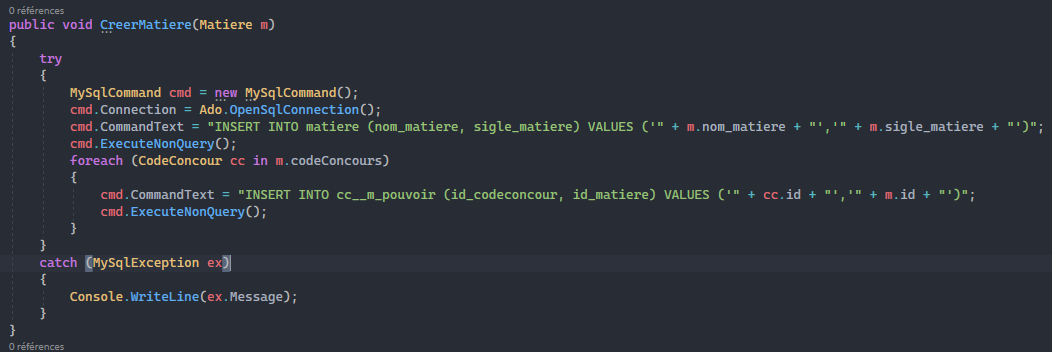 0 références
public void CreerMatiere(Matiere m)
{
    try
    {
        MySqlCommand cmd = new MySqlCommand();
        cmd.Connection = Ado.OpenSqlConnection();
        cmd.CommandText = "INSERT INTO matiere (nom_matiere, sigle_matiere) VALUES ('" + m.nom_matiere + "','" + m.sigle_matiere + "')";
        cmd.ExecuteNonQuery();
        foreach (CodeConcour cc in m.codeConcours)
        {
            cmd.CommandText = "INSERT INTO cc__m_pouvoir (id_codeconcour, id_matiere) VALUES ('" + cc.id + "','" + m.id + "')";
            cmd.ExecuteNonQuery();
        }
    }
    catch (MySqlException ex)
    {
        Console.WriteLine(ex.Message);
    }
}
0 références